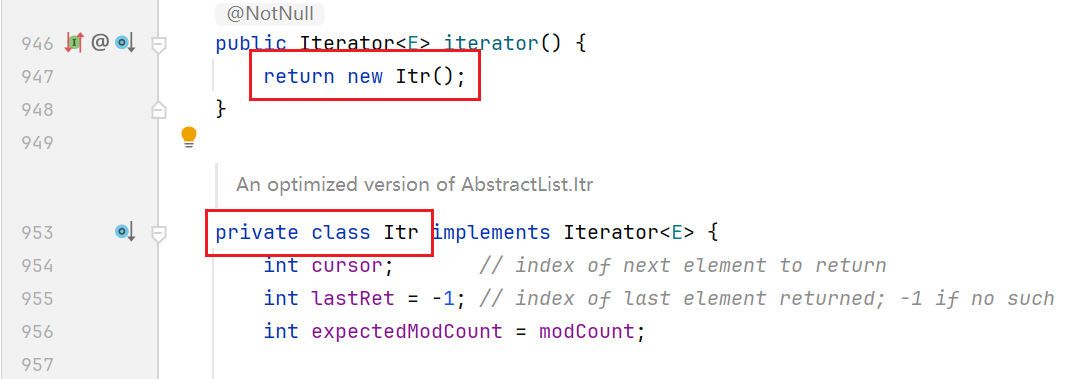 @NotNull
946 @ public Iterator<E> iterator() {
947 return new Itr();
948 }
949
An optimized version of AbstractList.Itr
953 private class Itr implements Iterator<E> {
954 int cursor; // index of next element to return
955 int lastRet = -1; // index of last element returned; -1 if no such
956 int expectedModCount = modCount;
957